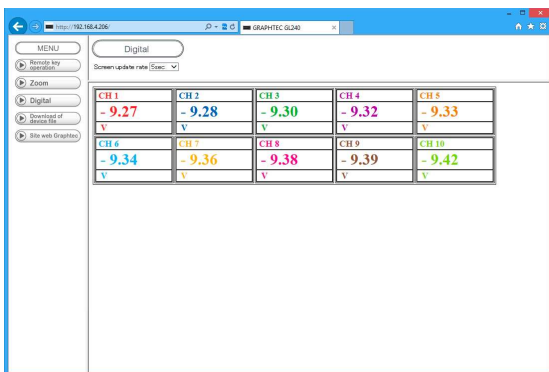 http://192.168.4.206/
GRAPHTEC GL240
MENU
Remote key
operation
Zoom
Digital
Download of
device file
Site web Graphtec
Digital
Screen update rate 5sec.
CH 1 CH 2 CH 3 CH 4 CH 5
- 9.27 - 9.28 - 9.30 - 9.32 - 9.33
V V V V V
CH 6 CH 7 CH 8 CH 9 CH 10
- 9.34 - 9.36 - 9.38 - 9.39 - 9.42
V V V V V